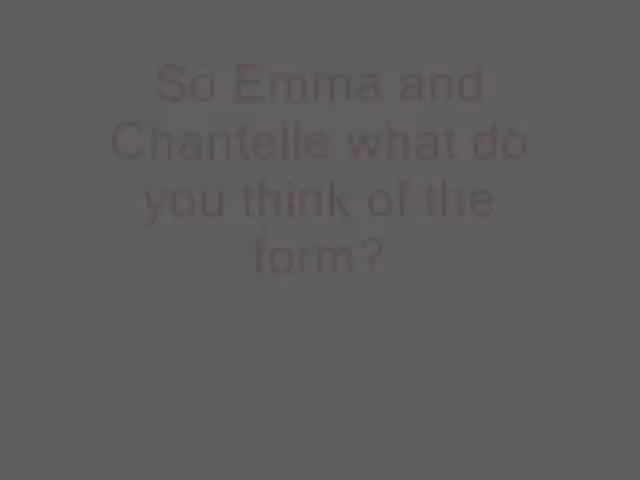 So Emma and
Chantelle what do
you think of the
form?